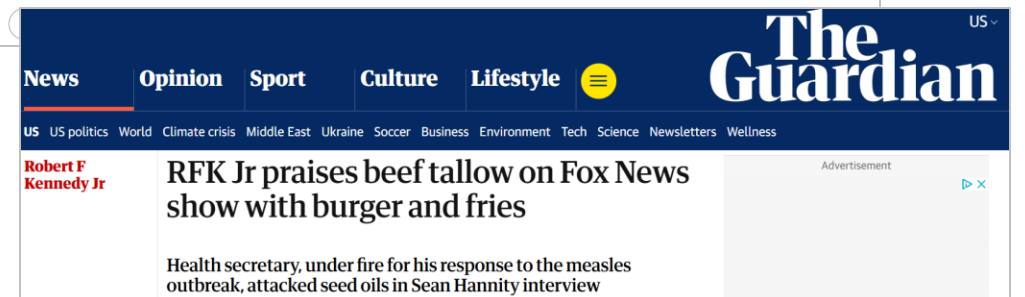 US
The
Guardian
News Opinion Sport Culture Lifestyle
US US politics World Climate crisis Middle East Ukraine Soccer Business Environment Tech Science Newsletters Wellness
Robert F
Kennedy Jr
RFK Jr praises beef tallow on Fox News
show with burger and fries
Advertisement
Health secretary, under fire for his response to the measles
outbreak, attacked seed oils in Sean Hannity interview